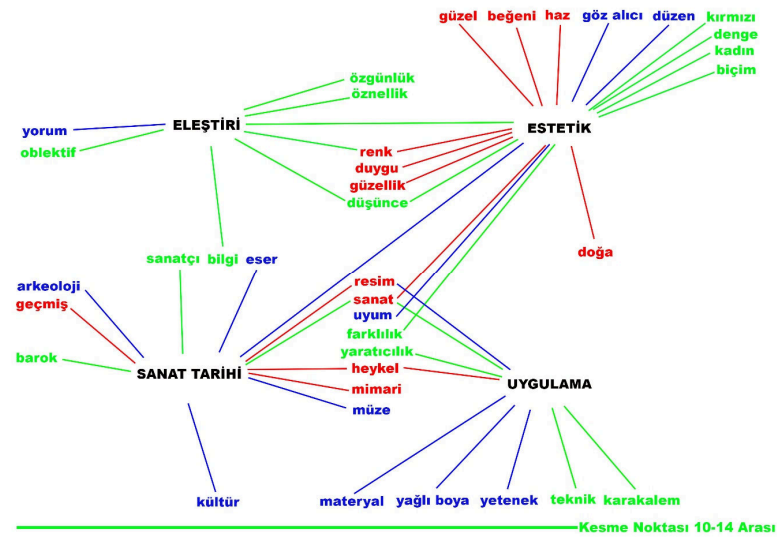 güzel beğeni haz göz alıcı düzen kırmızı
denge
kadın
biçim
özgünlük
öznellik
ELEŞTİRİ ESTETİK
yorum
oblektif
renk
duygu
güzellik
düşünce
doğa
sanatçı bilgi eser
arkeoloji
geçmiş
resim
sanat
uyum
farklılık
yaratıcılık
barok
heykel
SANAT TARİHİ UYGULAMA
mimari
müze
kültür materyal yağlı boya yetenek teknik karakalem
Kesme Noktası 10-14 Arası